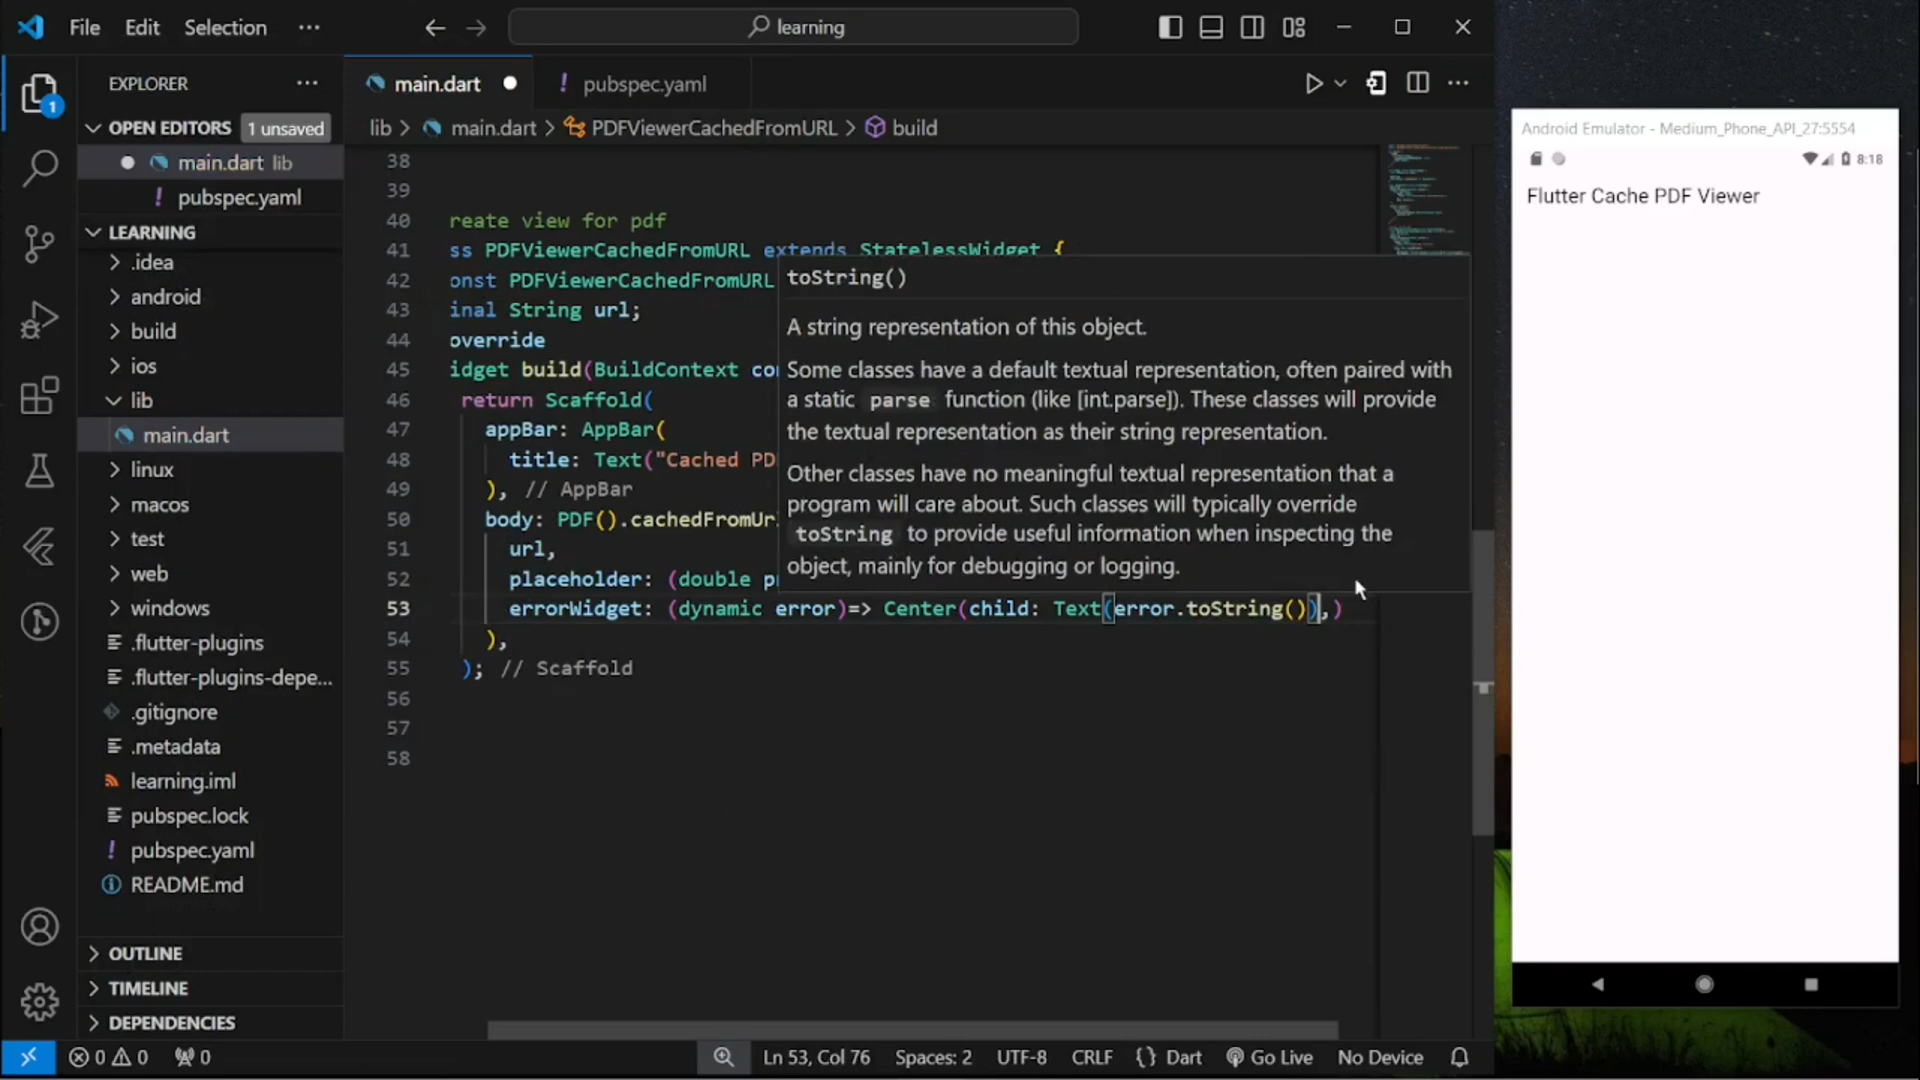 File Edit Selection ···
learning
EXPLORER ···
OPEN EDITORS 1 unsaved
main.dart lib
pubspec.yaml
LEARNING
.idea
android
build
ios
lib
main.dart
linux
macos
test
web
windows
.flutter-plugins
.flutter-plugins-depe...
.gitignore
.metadata
learning.iml
pubspec.lock
pubspec.yaml
README.md
OUTLINE
TIMELINE
DEPENDENCIES
main.dart
pubspec.yaml
lib > main.dart > PDFViewerCachedFromURL > build
38
39
40 reate view for pdf
41 ss PDFViewerCachedFromURL extends StatelessWidget {
42 onst PDFViewerCachedFromURL
43 inal String url;
44 override
45 idget build(BuildContext co
46 return Scaffold(
47 appBar: AppBar(
48 title: Text("Cached PD
49 ), // AppBar
50 body: PDF().cachedFromUr
51 url,
52 placeholder: (double p
53 errorWidget: (dynamic error)=> Center(child: Text(error.toString()),)
54 ),
55 ); // Scaffold
56
57
58
toString()
A string representation of this object.
Some classes have a default textual representation, often paired with
a static parse function (like [int.parse]). These classes will provide
the textual representation as their string representation.
Other classes have no meaningful textual representation that a
program will care about. Such classes will typically override
toString to provide useful information when inspecting the
object, mainly for debugging or logging.
Android Emulator - Medium_Phone_API_27:5554
8:18
Flutter Cache PDF Viewer
1
0 0 0
Ln 53, Col 76 Spaces: 2 UTF-8 CRLF {} Dart Go Live No Device